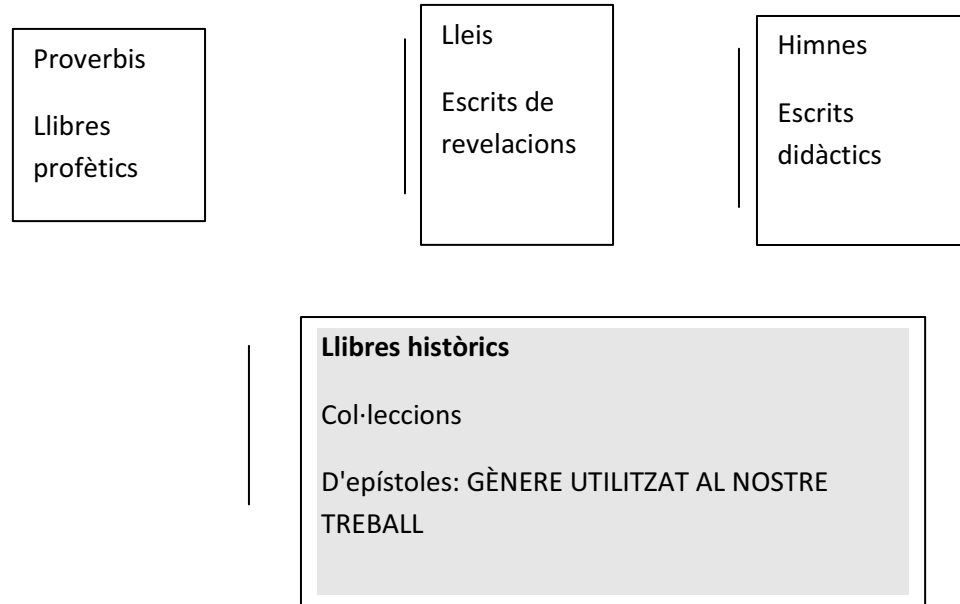 Proverbis
Llibres
profètics
Lleis
Escrits de
revelacions
Himnes
Escrits
didàctics
Llibres històrics
Col·leccions
D'epístoles: GÈNERE UTILITZAT AL NOSTRE
TREBALL